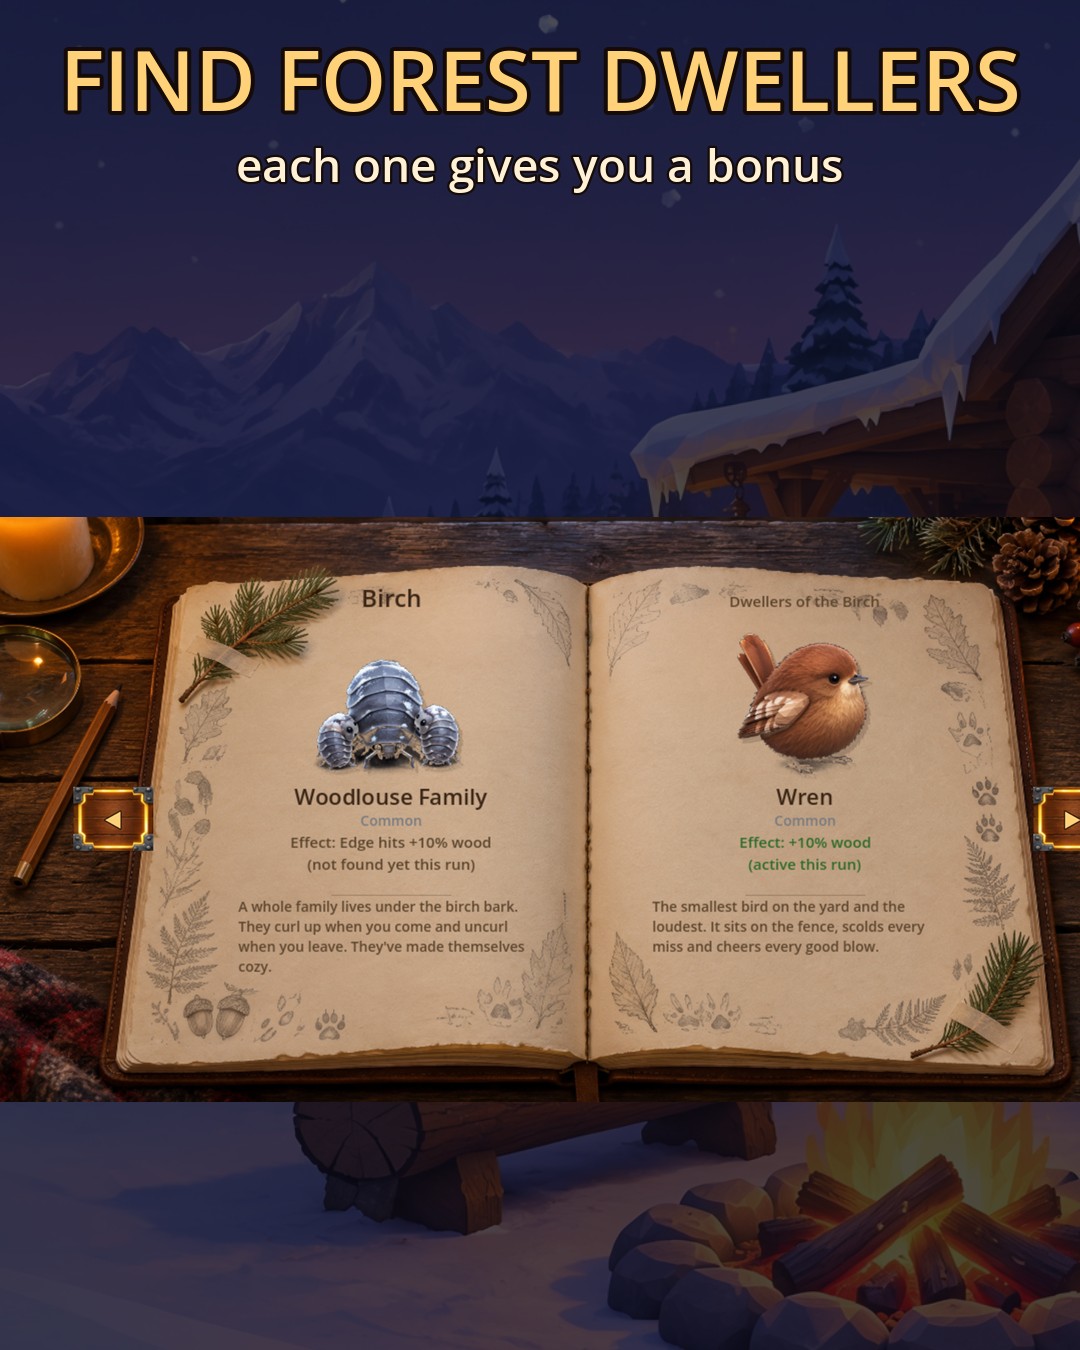 FIND FOREST DWELLERS
each one gives you a bonus
Birch
Woodlouse Family
Common
Effect: Edge hits +10% wood
(not found yet this run)
A whole family lives under the birch bark.
They curl up when you come and uncurl
when you leave. They've made themselves
cozy.
Dwellers of the Birch
Wren
Common
Effect: +10% wood
(active this run)
The smallest bird on the yard and the
loudest. It sits on the fence, scolds every
miss and cheers every good blow.